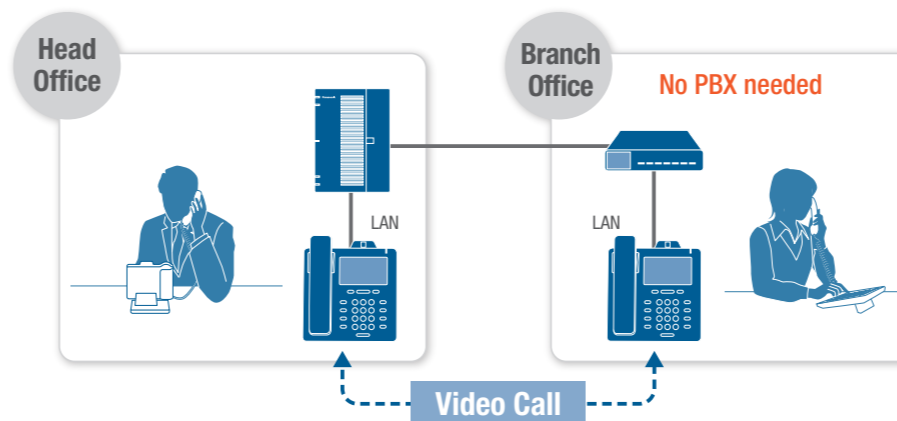 Head
Office
Branch
Office
No PBX needed
LAN
LAN
Video Call